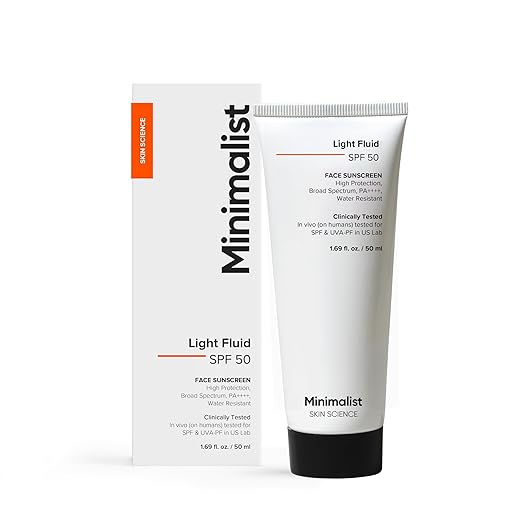 SKIN SCIENCE
Minimalist
Light Fluid
SPF 50
FACE SUNSCREEN
High Protection,
Broad Spectrum, PA++++,
Water Resistant
Clinically Tested
In vivo (on humans) tested for
SPF & UVA-PF in US Lab
1.69 fl. oz. / 50 ml
Light Fluid
SPF 50
FACE SUNSCREEN
High Protection,
Broad Spectrum, PA++++,
Water Resistant
Clinically Tested
In vivo (on humans) tested for
SPF & UVA-PF in US Lab
1.69 fl. oz. / 50 ml
Minimalist
SKIN SCIENCE